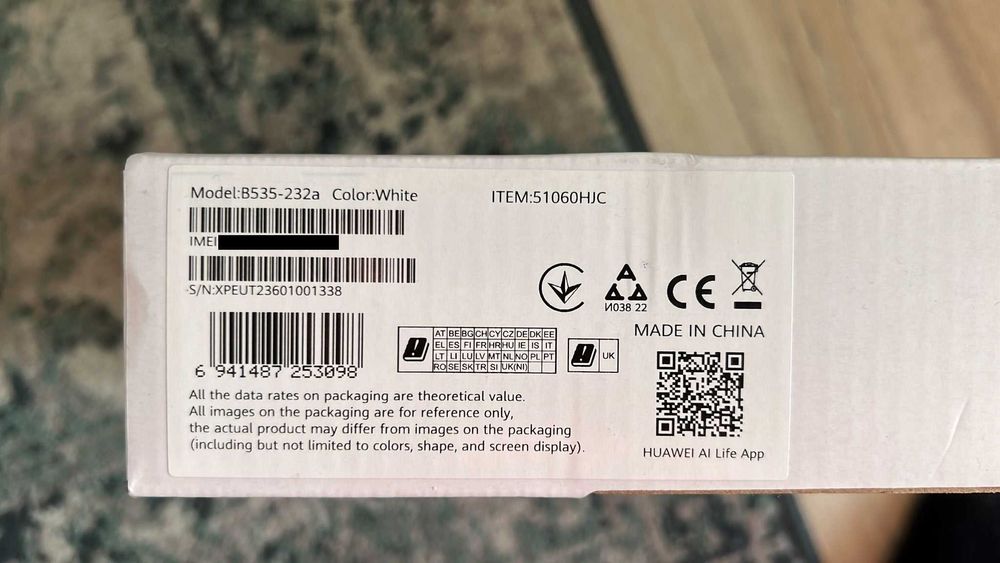 Model:B535-232a Color:White
ITEM:51060HJC
IMEI
S/N:XPEUT23601001338
6 941487 253098
И038 22
CE
MADE IN CHINA
AT BE BG CH CY CZ DE DK EE
EL ES FI FR HR HU IE IS IT
LT LI LU LV MT NL NO PL PT
RO SE SK TR SI UK(NI)
UK
All the data rates on packaging are theoretical value.
All images on the packaging are for reference only,
the actual product may differ from images on the packaging
(including but not limited to colors, shape, and screen display).
HUAWEI AI Life App